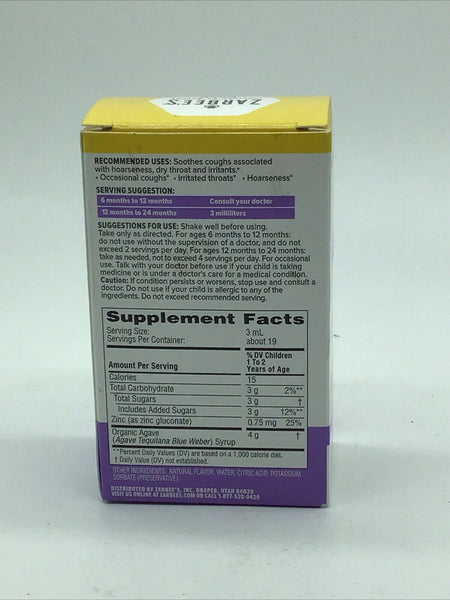 ZARBEE'S
RECOMMENDED USES: Soothes coughs associated
with hoarseness, dry throat and irritants.*
• Occasional coughs* • Irritated throats* • Hoarseness*
SERVING SUGGESTION:
6 months to 12 months Consult your doctor
12 months to 24 months 3 milliliters
SUGGESTIONS FOR USE: Shake well before using.
Take only as directed. For ages 6 months to 12 months:
do not use without the supervision of a doctor, and do not
exceed 2 servings per day. For ages 12 months to 24 months:
take as needed, not to exceed 4 servings per day. For occasional
use. Talk with your doctor before use if your child is taking
medicine or is under a doctor's care for a medical condition.
Caution: If condition persists or worsens, stop use and consult a
doctor. Do not use if your child is allergic to any of the
ingredients. Do not exceed recommended serving.
Supplement Facts
Serving Size: 3 mL
Servings Per Container: about 19
% DV Children
1 To 2
Amount Per Serving Years of Age
Calories 15
Total Carbohydrate 3 g 2%**
Total Sugars 3 g †
Includes Added Sugars 3 g 12%**
Zinc (as zinc gluconate) 0.75 mg 25%
Organic Agave 4 g †
(Agave Tequilana Blue Weber) Syrup
**Percent Daily Values (DV) are based on a 1,000 calorie diet.
† Daily Value (DV) not established.
OTHER INGREDIENTS: NATURAL FLAVOR, WATER, CITRIC ACID, POTASSIUM
SORBATE (PRESERVATIVE).
DISTRIBUTED BY ZARBEE'S, INC. DRAPER, UTAH 84020
VISIT US ONLINE AT ZARBEES.COM OR CALL 1-877-528-0420